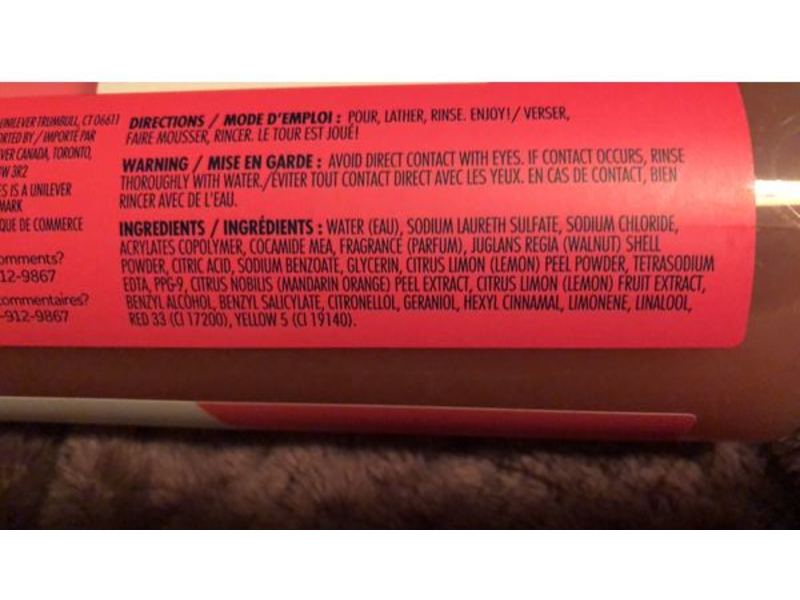 UNILEVER TRUMBULL, CT 06611
ORTED BY / IMPORTÉ PAR
VER CANADA, TORONTO,
W 3R2
ES IS A UNILEVER
MARK
QUE DE COMMERCE
omments?
12-9867
commentaires?
-912-9867
DIRECTIONS / MODE D'EMPLOI : POUR, LATHER, RINSE. ENJOY! / VERSER,
FAIRE MOUSSER, RINCER. LE TOUR EST JOUÉ!
WARNING / MISE EN GARDE : AVOID DIRECT CONTACT WITH EYES. IF CONTACT OCCURS, RINSE
THOROUGHLY WITH WATER./ÉVITER TOUT CONTACT DIRECT AVEC LES YEUX. EN CAS DE CONTACT, BIEN
RINCER AVEC DE L'EAU.
INGREDIENTS / INGRÉDIENTS : WATER (EAU), SODIUM LAURETH SULFATE, SODIUM CHLORIDE,
ACRYLATES COPOLYMER, COCAMIDE MEA, FRAGRANCE (PARFUM), JUGLANS REGIA (WALNUT) SHELL
POWDER, CITRIC ACID, SODIUM BENZOATE, GLYCERIN, CITRUS LIMON (LEMON) PEEL POWDER, TETRASODIUM
EDTA, PPG-9, CITRUS NOBILIS (MANDARIN ORANGE) PEEL EXTRACT, CITRUS LIMON (LEMON) FRUIT EXTRACT,
BENZYL ALCOHOL, BENZYL SALICYLATE, CITRONELLOL, GERANIOL, HEXYL CINNAMAL, LIMONENE, LINALOOL,
RED 33 (CI 17200), YELLOW 5 (CI 19140).